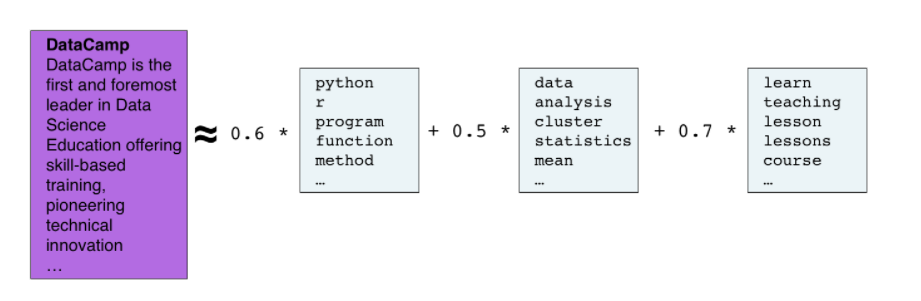 DataCamp
DataCamp is the
first and foremost
leader in Data
Science
Education offering
skill-based
training,
pioneering
technical
innovation
…
≈ 0.6 *
python
r
program
function
method
…
+ 0.5 *
data
analysis
cluster
statistics
mean
…
+ 0.7 *
learn
teaching
lesson
lessons
course
…